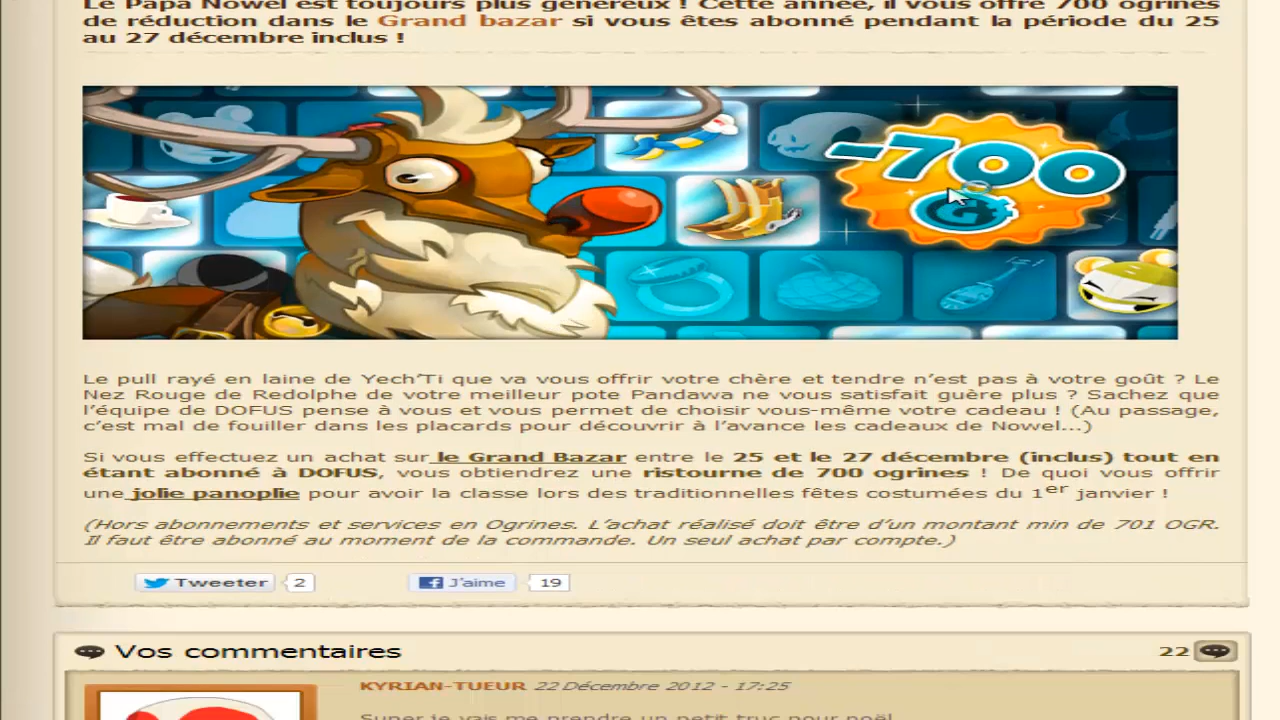 Le Papa Nowel est toujours plus généreux ! Cette année, il vous offre 700 ogrines
de réduction dans le Grand bazar si vous êtes abonné pendant la période du 25
au 27 décembre inclus !
-700
G
Le pull rayé en laine de Yech'Ti que va vous offrir votre chère et tendre n'est pas à votre goût ? Le
Nez Rouge de Redolphe de votre meilleur pote Pandawa ne vous satisfait guère plus ? Sachez que
l'équipe de DOFUS pense à vous et vous permet de choisir vous-même votre cadeau ! (Au passage,
c'est mal de fouiller dans les placards pour découvrir à l'avance les cadeaux de Nowel...)
Si vous effectuez un achat sur le Grand Bazar entre le 25 et le 27 décembre (inclus) tout en
étant abonné à DOFUS, vous obtiendrez une ristourne de 700 ogrines ! De quoi vous offrir
une jolie panoplie pour avoir la classe lors des traditionnelles fêtes costumées du 1er janvier !
(Hors abonnements et services en Ogrines. L'achat réalisé doit être d'un montant min de 701 OGR.
Il faut être abonné au moment de la commande. Un seul achat par compte.)
Tweeter 2 J'aime 19
Vos commentaires 22
KYRIAN-TUEUR 22 Décembre 2012 - 17:25
Super je vais me prendre un petit truc pour noël